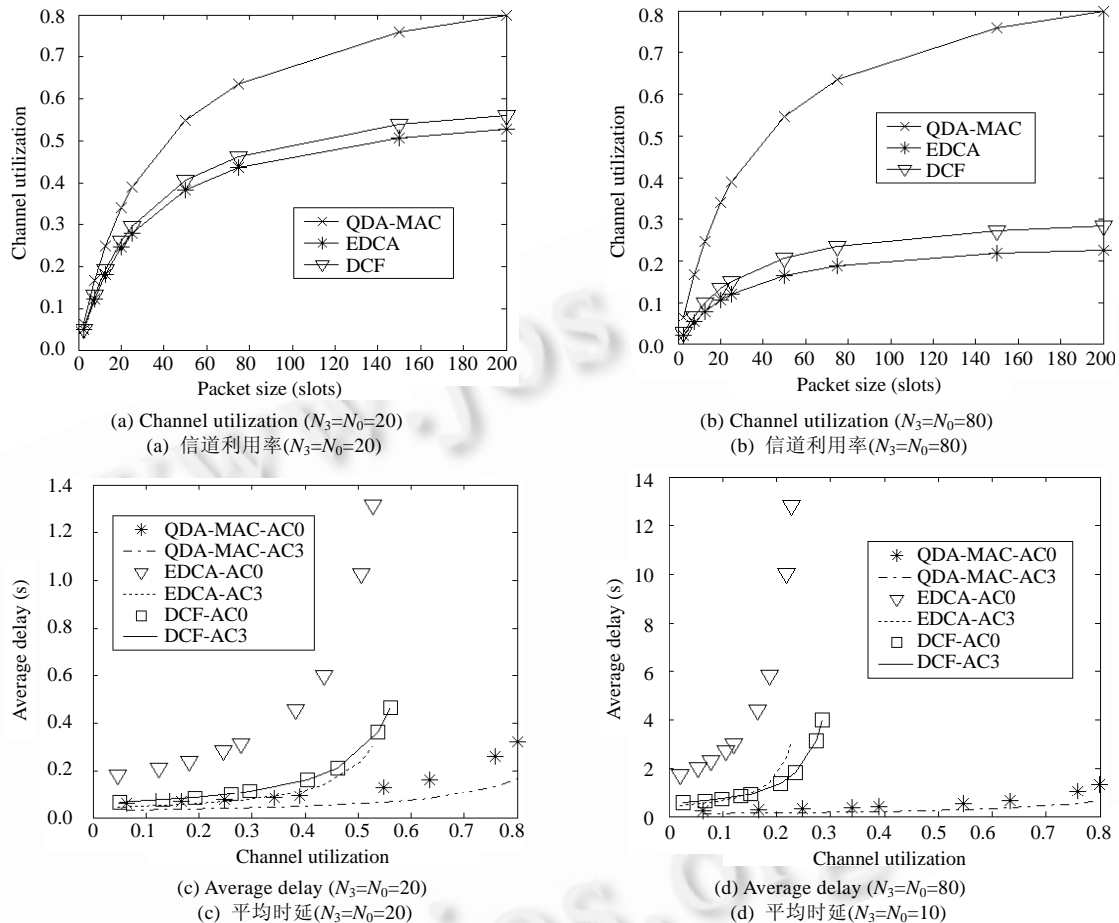 0.8
0.7
0.6
0.5
0.4
0.3
0.2
0.1
0.0
Channel utilization
QDA-MAC
EDCA
DCF
0 20 40 60 80 100 120 140 160 180 200
Packet size (slots)
(a) Channel utilization (N3=N0=20)
(a) 信道利用率(N3=N0=20)
0.8
0.7
0.6
0.5
0.4
0.3
0.2
0.1
0.0
Channel utilization
QDA-MAC
EDCA
DCF
0 20 40 60 80 100 120 140 160 180 200
Packet size (slots)
(b) Channel utilization (N3=N0=80)
(b) 信道利用率(N3=N0=80)
1.4
1.2
1.0
0.8
0.6
0.4
0.2
0.0
Average delay (s)
QDA-MAC-AC0
QDA-MAC-AC3
EDCA-AC0
EDCA-AC3
DCF-AC0
DCF-AC3
0 0.1 0.2 0.3 0.4 0.5 0.6 0.7 0.8
Channel utilization
(c) Average delay (N3=N0=20)
(c) 平均时延(N3=N0=20)
14
12
10
8
6
4
2
0
Average delay (s)
QDA-MAC-AC0
QDA-MAC-AC3
EDCA-AC0
EDCA-AC3
DCF-AC0
DCF-AC3
0 0.1 0.2 0.3 0.4 0.5 0.6 0.7 0.8
Channel utilization
(d) Average delay (N3=N0=80)
(d) 平均时延(N3=N0=10)